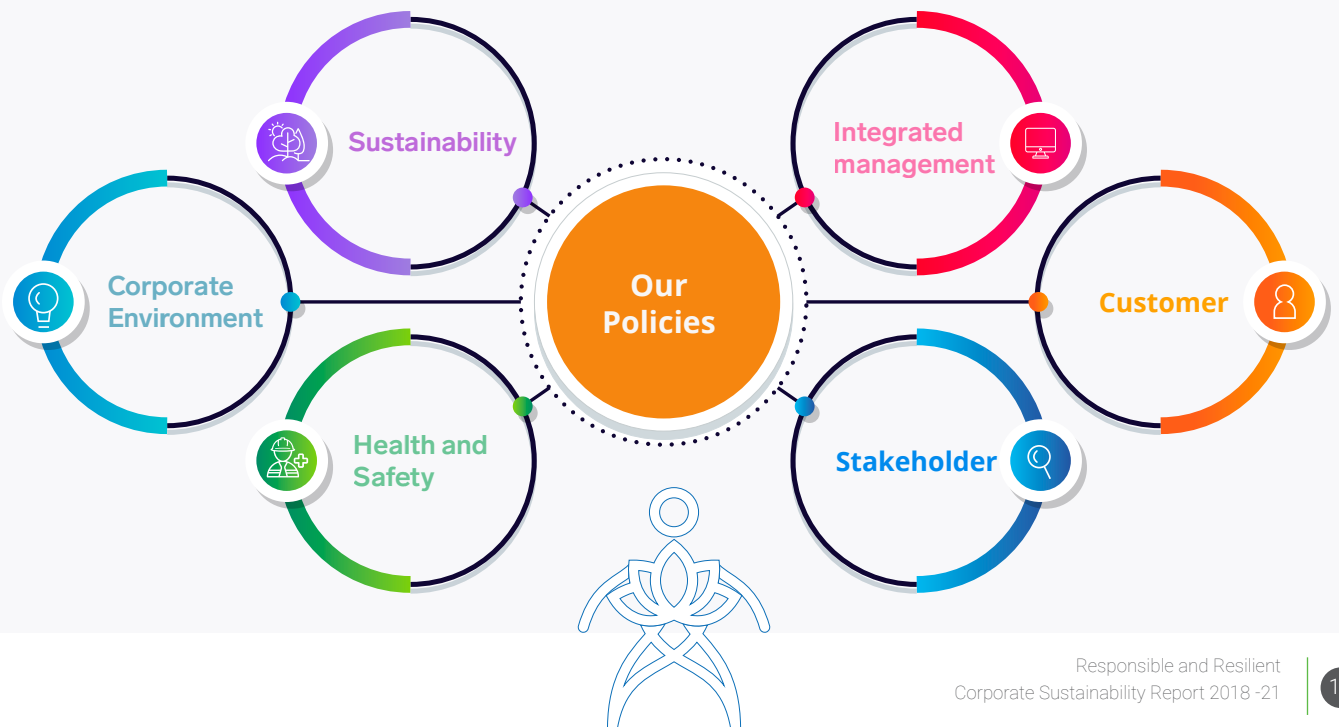 Sustainability
Integrated
management
Corporate
Environment
Our
Policies
Customer
Health and
Safety
Stakeholder
Responsible and Resilient
Corporate Sustainability Report 2018 -21